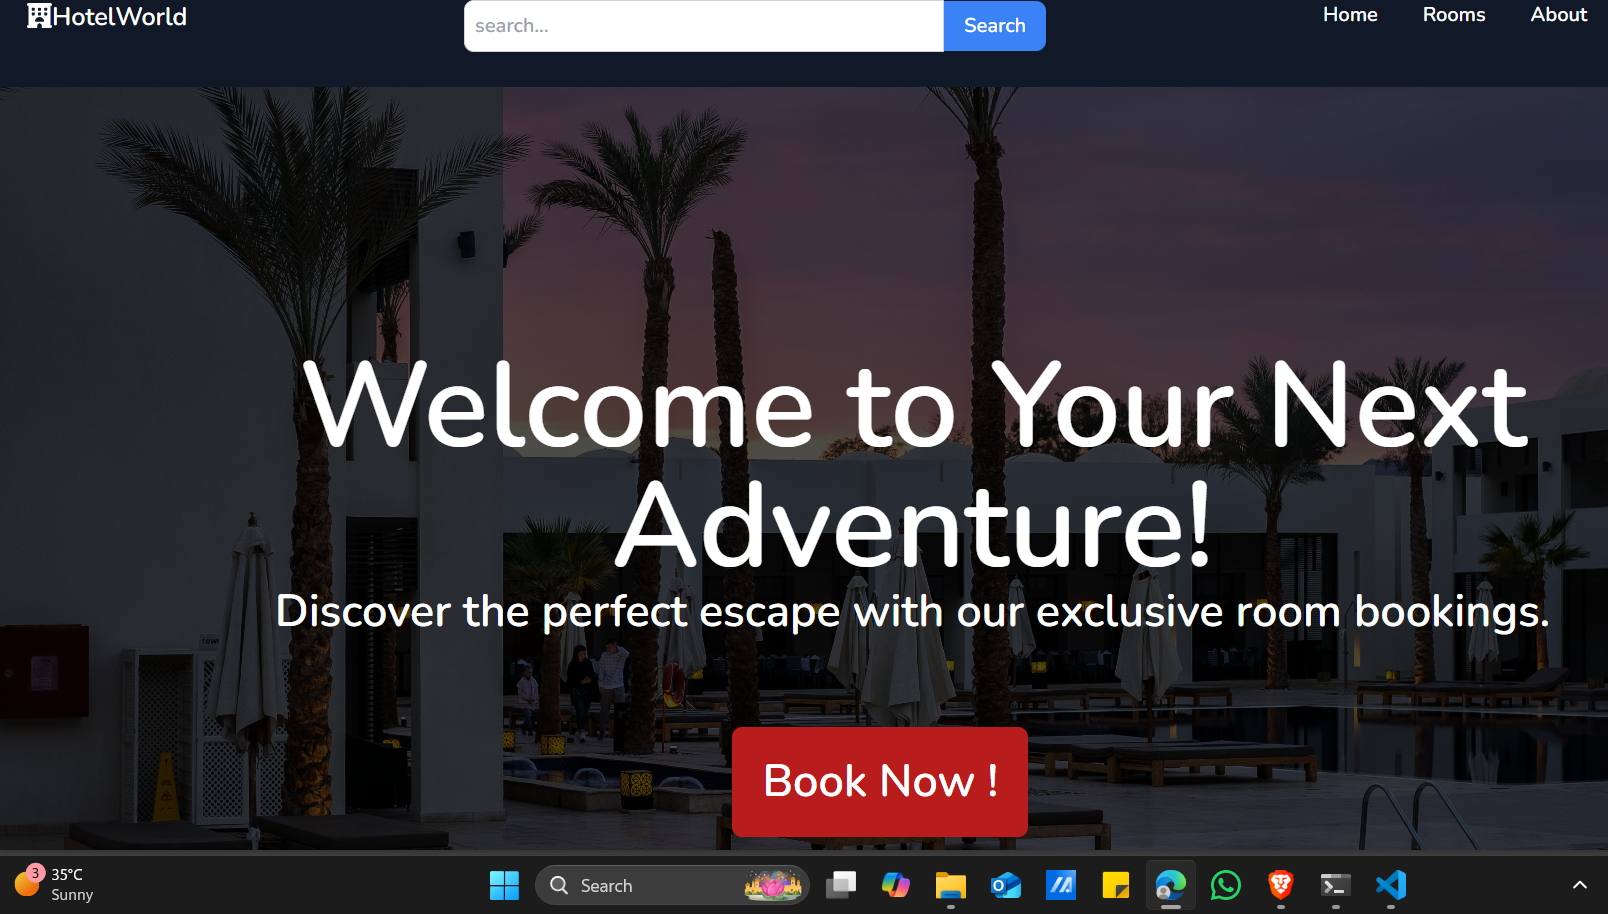 HotelWorld
search...
Search
Home
Rooms
About
Welcome to Your Next
Adventure!
Discover the perfect escape with our exclusive room bookings.
Book Now !
3
35°C
Sunny
Search